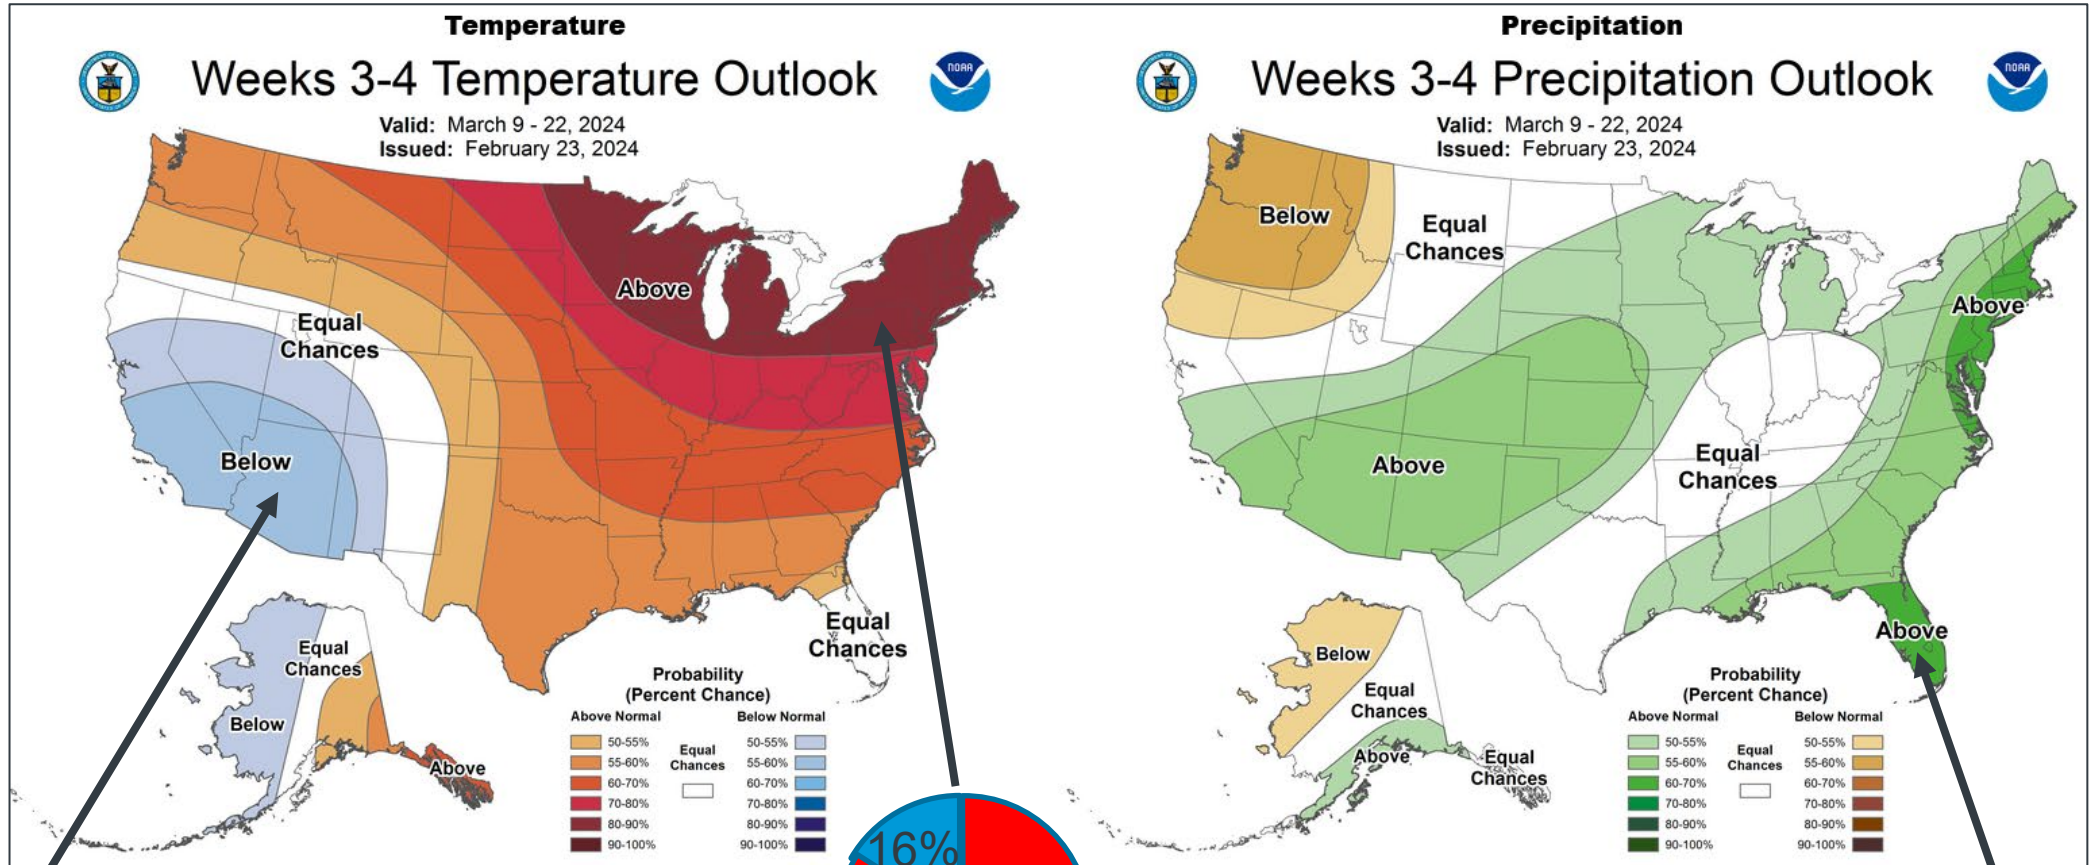 Temperature
NOAA
Weeks 3-4 Temperature Outlook
Valid: March 9 - 22, 2024
Issued: February 23, 2024
Above
Equal
Chances
Below
Equal
Chances
Equal
Chances
Below
Above
Probability
(Percent Chance)
Above Normal
50-55%
55-60%
60-70%
70-80%
80-90%
90-100%
Equal
Chances
Below Normal
50-55%
55-60%
60-70%
70-80%
80-90%
90-100%
16%
Precipitation
NOAA
Weeks 3-4 Precipitation Outlook
Valid: March 9 - 22, 2024
Issued: February 23, 2024
Below
Equal
Chances
Above
Above
Equal
Chances
Above
Below
Equal
Chances
Above
Equal
Chances
Probability
(Percent Chance)
Above Normal
50-55%
55-60%
60-70%
70-80%
80-90%
90-100%
Equal
Chances
Below Normal
50-55%
55-60%
60-70%
70-80%
80-90%
90-100%